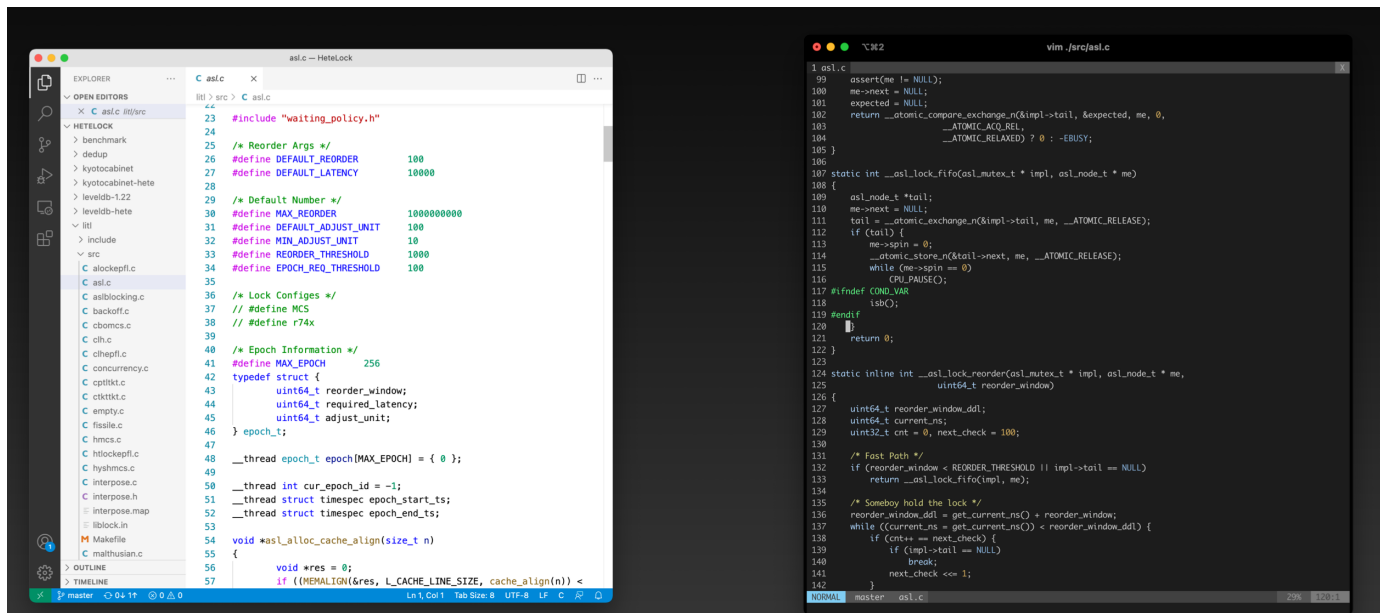 asl.c — HeteLock
EXPLORER
OPEN EDITORS
C asl.c litl/src
HETELOCK
benchmark
dedup
kyotocabinet
kyotocabinet-hete
leveldb-1.22
leveldb-hete
litl
include
src
C alockepfl.c
C asl.c
C aslblocking.c
C backoff.c
C cbomcs.c
C clh.c
C clhepfl.c
C concurrency.c
C cptltkt.c
C ctkttkt.c
C empty.c
C fissile.c
C hmcs.c
C htlockepfl.c
C hyshmcs.c
C interpose.c
C interpose.h
interpose.map
liblock.in
M Makefile
C malthusian.c
OUTLINE
TIMELINE
C asl.c
litl > src > C asl.c
22
23 #include "waiting_policy.h"
24
25 /* Reorder Args */
26 #define DEFAULT_REORDER 100
27 #define DEFAULT_LATENCY 10000
28
29 /* Default Number */
30 #define MAX_REORDER 1000000000
31 #define DEFAULT_ADJUST_UNIT 100
32 #define MIN_ADJUST_UNIT 10
33 #define REORDER_THRESHOLD 1000
34 #define EPOCH_REQ_THRESHOLD 100
35
36 /* Lock Configes */
37 // #define MCS
38 // #define r74x
39
40 /* Epoch Information */
41 #define MAX_EPOCH 256
42 typedef struct {
43 uint64_t reorder_window;
44 uint64_t required_latency;
45 uint64_t adjust_unit;
46 } epoch_t;
47
48 __thread epoch_t epoch[MAX_EPOCH] = { 0 };
49
50 __thread int cur_epoch_id = -1;
51 __thread struct timespec epoch_start_ts;
52 __thread struct timespec epoch_end_ts;
53
54 void *asl_alloc_cache_align(size_t n)
55 {
56 void *res = 0;
57 if ((MEMALIGN(&res, L_CACHE_LINE_SIZE, cache_align(n)) <
master 0↓ 1↑ 0 0 Ln 1, Col 1 Tab Size: 8 UTF-8 LF C
1
⌥⌘2 vim ./src/asl.c
1 asl.c X
99 assert(me != NULL);
100 me->next = NULL;
101 expected = NULL;
102 return __atomic_compare_exchange_n(&impl->tail, &expected, me, 0,
103 __ATOMIC_ACQ_REL,
104 __ATOMIC_RELAXED) ? 0 : -EBUSY;
105 }
106
107 static int __asl_lock_fifo(asl_mutex_t * impl, asl_node_t * me)
108 {
109 asl_node_t *tail;
110 me->next = NULL;
111 tail = __atomic_exchange_n(&impl->tail, me, __ATOMIC_RELEASE);
112 if (tail) {
113 me->spin = 0;
114 __atomic_store_n(&tail->next, me, __ATOMIC_RELEASE);
115 while (me->spin == 0)
116 CPU_PAUSE();
117 #ifndef COND_VAR
118 isb();
119 #endif
120 }
121 return 0;
122 }
123
124 static inline int __asl_lock_reorder(asl_mutex_t * impl, asl_node_t * me,
125 uint64_t reorder_window)
126 {
127 uint64_t reorder_window_ddl;
128 uint64_t current_ns;
129 uint32_t cnt = 0, next_check = 100;
130
131 /* Fast Path */
132 if (reorder_window < REORDER_THRESHOLD || impl->tail == NULL)
133 return __asl_lock_fifo(impl, me);
134
135 /* Someboy hold the lock */
136 reorder_window_ddl = get_current_ns() + reorder_window;
137 while ((current_ns = get_current_ns()) < reorder_window_ddl) {
138 if (cnt++ == next_check) {
139 if (impl->tail == NULL)
140 break;
141 next_check <<= 1;
142 }
NORMAL master asl.c 29% 120:1